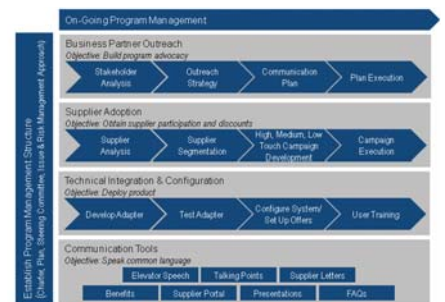 On-Going Program Management
Establish Program Management Structure
(Charter, Plan, Steering Committee, Issue & Risk Management Approach)
Business Partner Outreach
Objective: Build program advocacy
Stakeholder
Analysis
Outreach
Strategy
Communication
Plan
Plan Execution
Supplier Adoption
Objective: Obtain supplier participation and discounts
Supplier
Analysis
Supplier
Segmentation
High, Medium, Low
Touch Campaign
Development
Campaign
Execution
Technical Integration & Configuration
Objective: Deploy product
Develop Adapter
Test Adapter
Configure System/
Set Up Offers
User Training
Communication Tools
Objective: Speak common language
Elevator Speech
Talking Points
Supplier Letters
Benefits
Supplier Portal
Presentations
FAQs